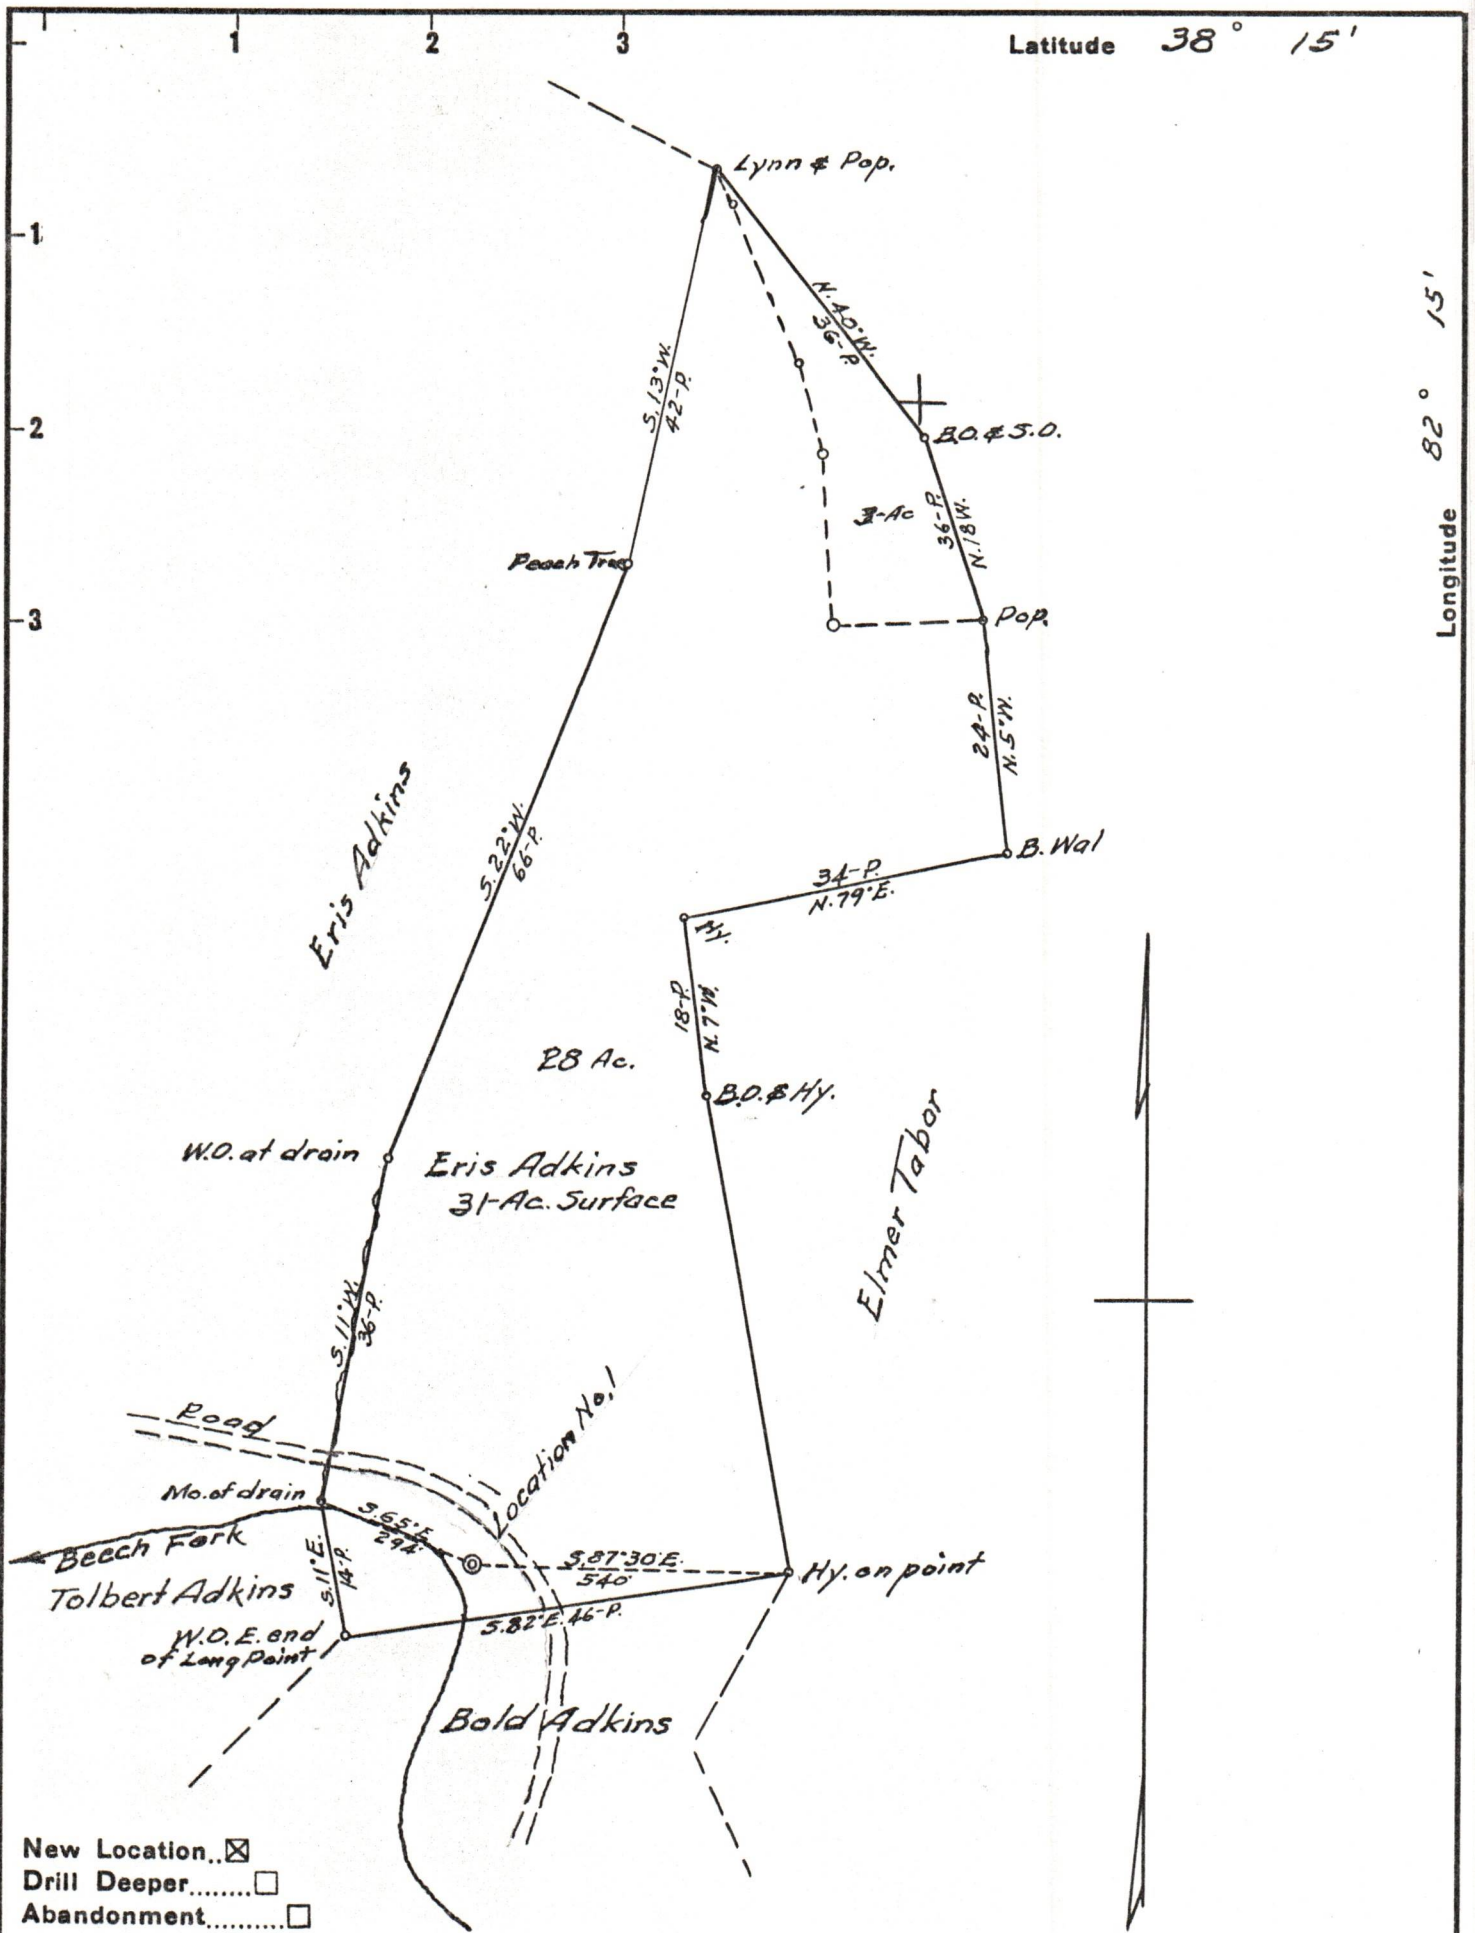 1 2 3
Latitude 38° 15'
Lynn & Pop.
1
N. 40° W.
36-P.
Longitude 82° 15'
S. 13° W.
42-P.
2
B.O. & S.O.
36-P.
N. 18 W.
Peach Tree
3
Pop.
24-P.
N. 5° W.
Eris Adkins
S. 22° W.
66-P.
B. Wal
34-P.
N. 79° E.
Hy.
18-P.
N. 7° W.
28 Ac.
B.O. & Hy.
W.O. at drain
Eris Adkins
31-Ac. Surface
Elmer Tabor
S. 11° W.
36-P.
Road
Location No. 1
Mo. of drain
S. 65° E.
294'
Beech Fork
S. 11° E.
14-P.
S. 87° 30' E.
540'
Hy. on point
Tolbert Adkins
S. 82° E. 46-P.
W.O. E. end
of Long Point
Bold Adkins
New Location..☒
Drill Deeper........☐
Abandonment..........☐